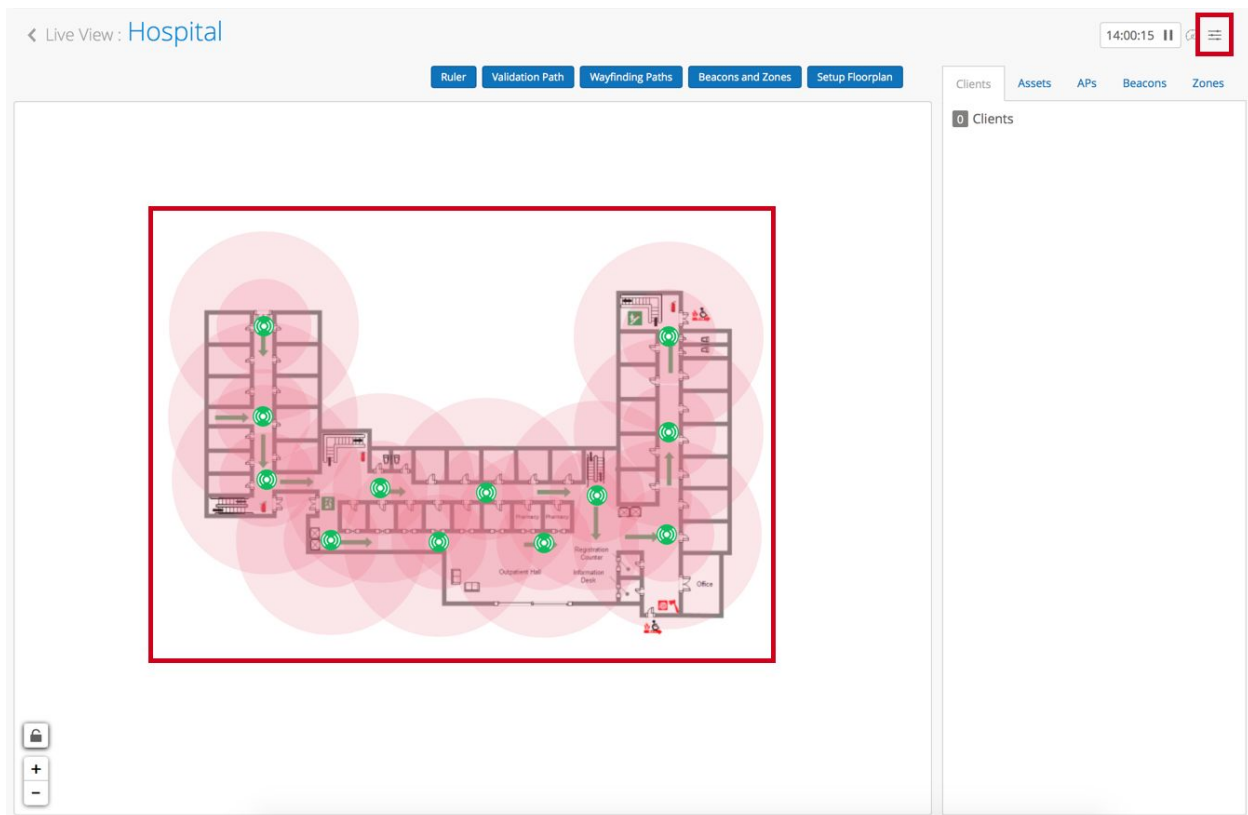 Live View : Hospital
14:00:15
Ruler
Validation Path
Wayfinding Paths
Beacons and Zones
Setup Floorplan
Clients
Assets
APs
Beacons
Zones
0 Clients
Pharmacy
Pharmacy
Registration
Counter
Outpatient Hall
Information
Desk
Office
+
-